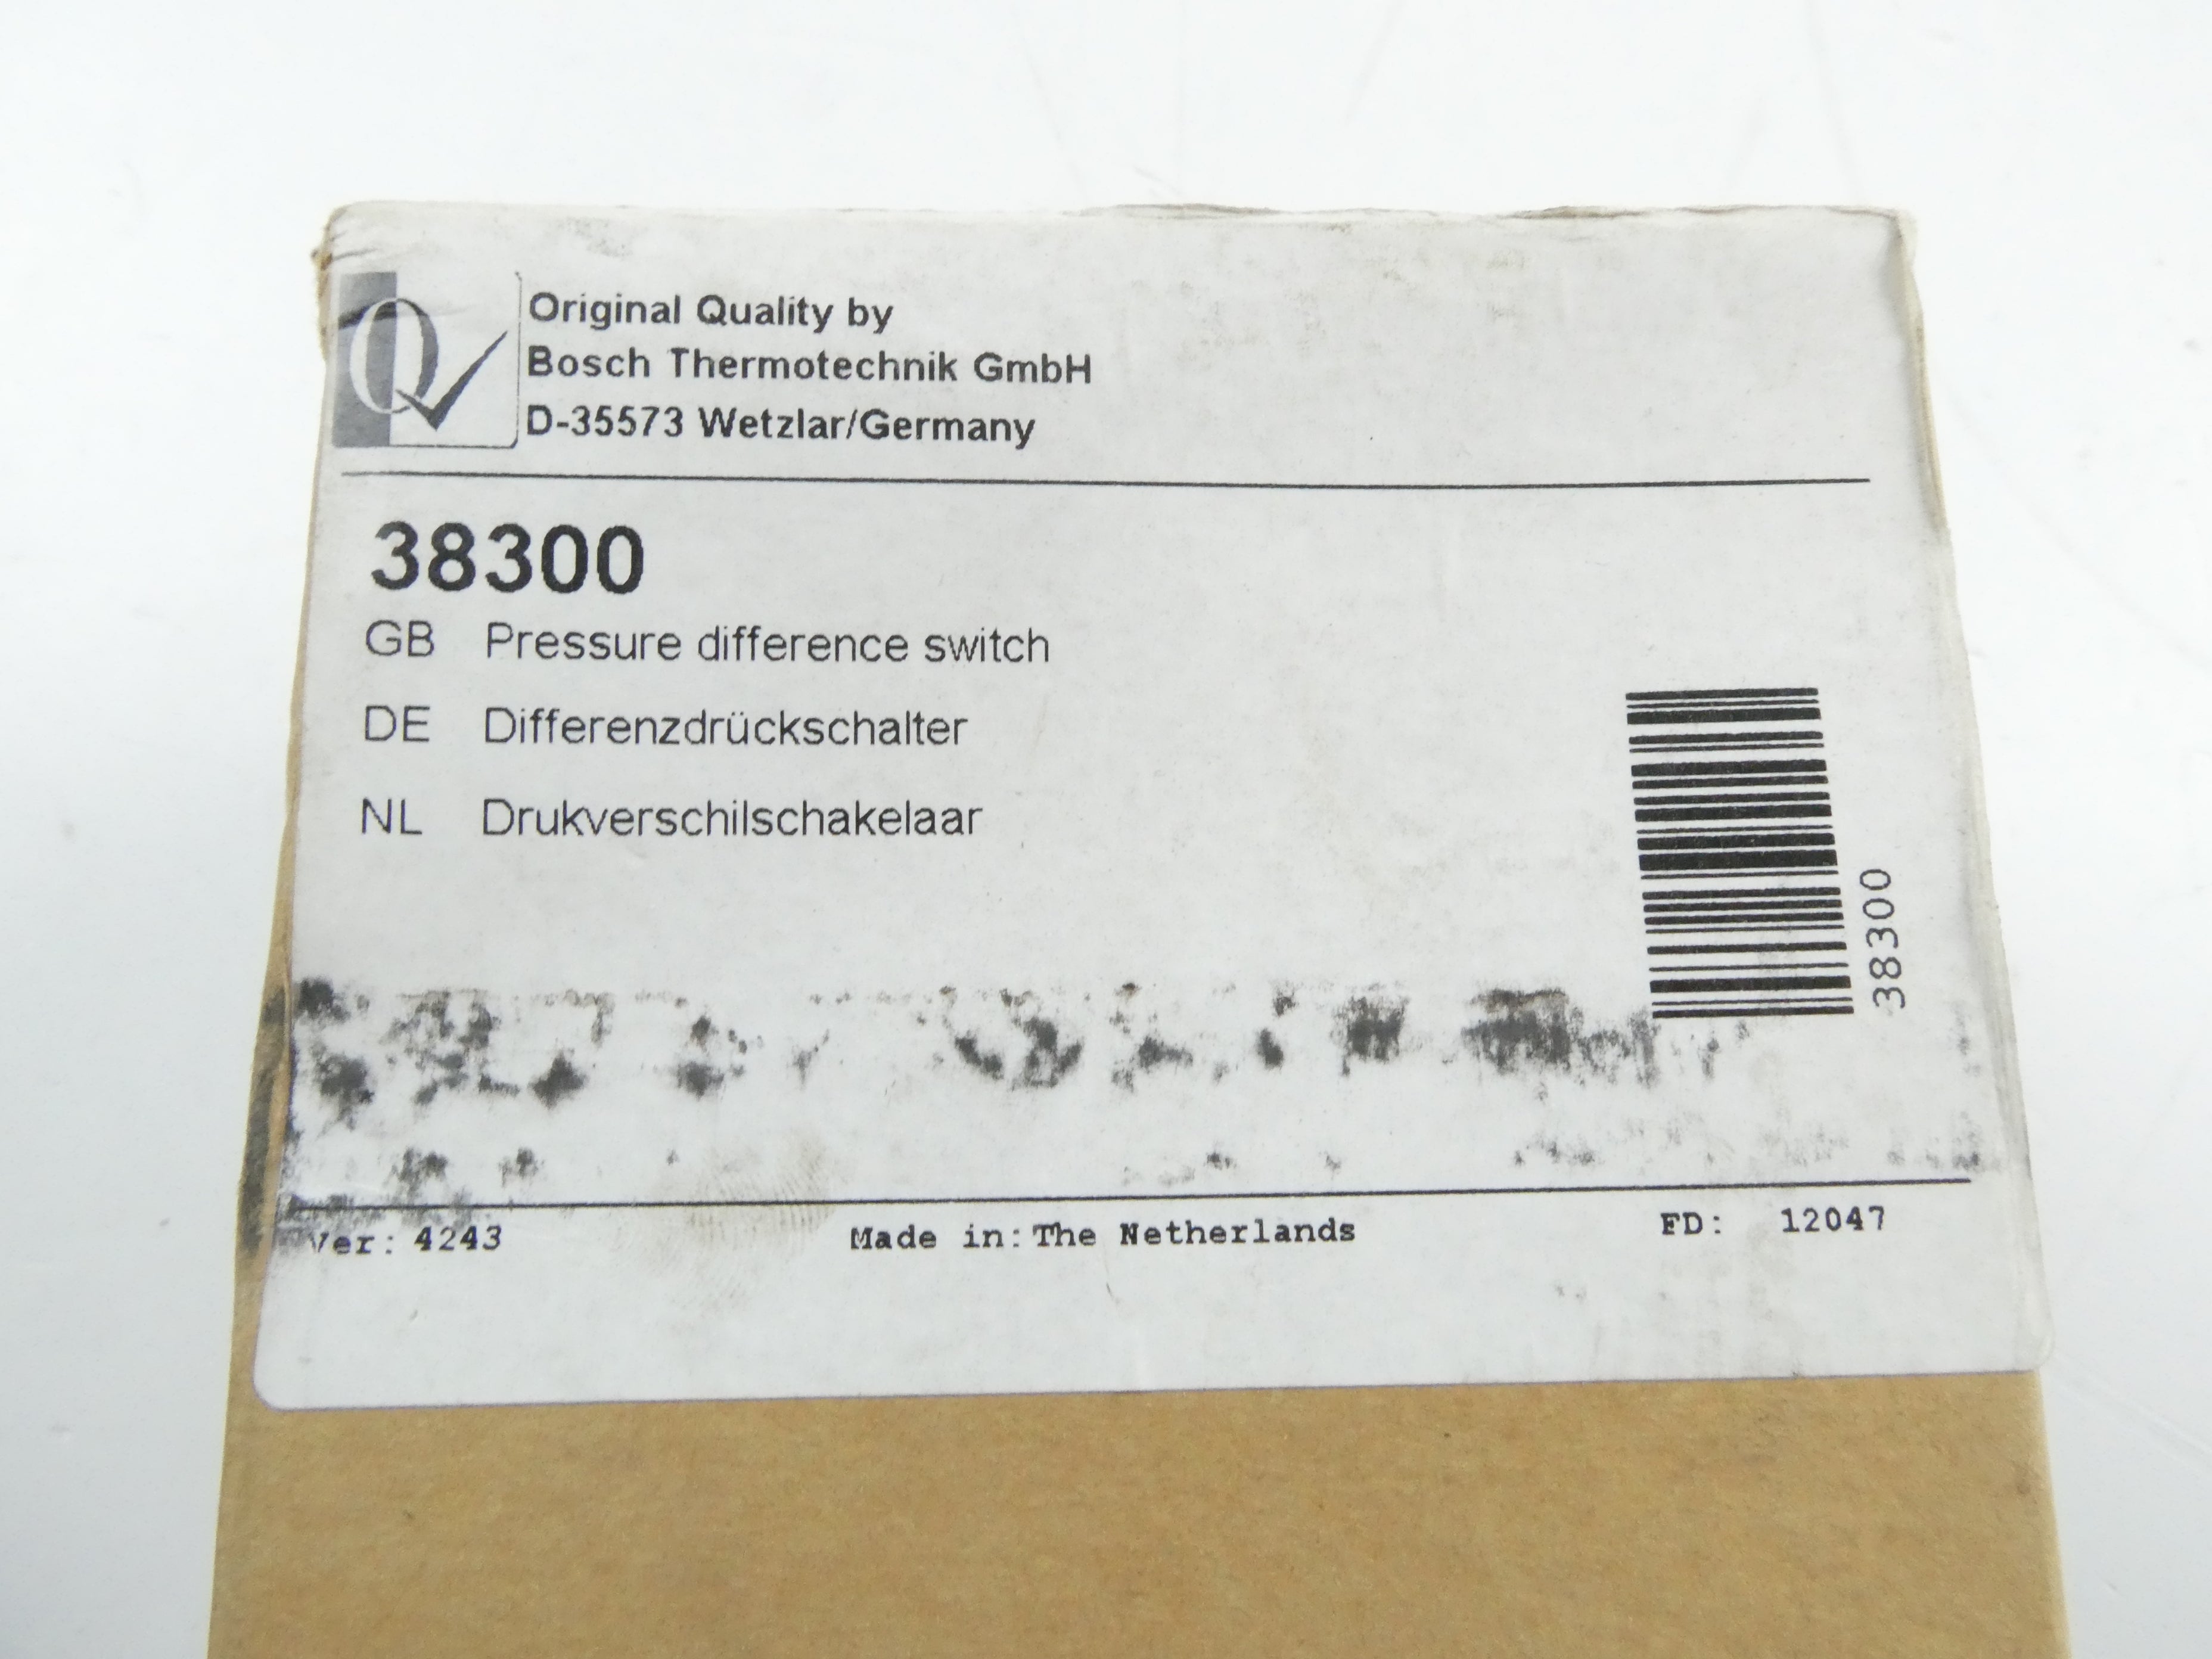 Original Quality by
Bosch Thermotechnik GmbH
D-35573 Wetzlar/Germany
38300
GB Pressure difference switch
DE Differenzdrückschalter
NL Drukverschilschakelaar
38300
Ver: 4243 Made in: The Netherlands FD: 12047